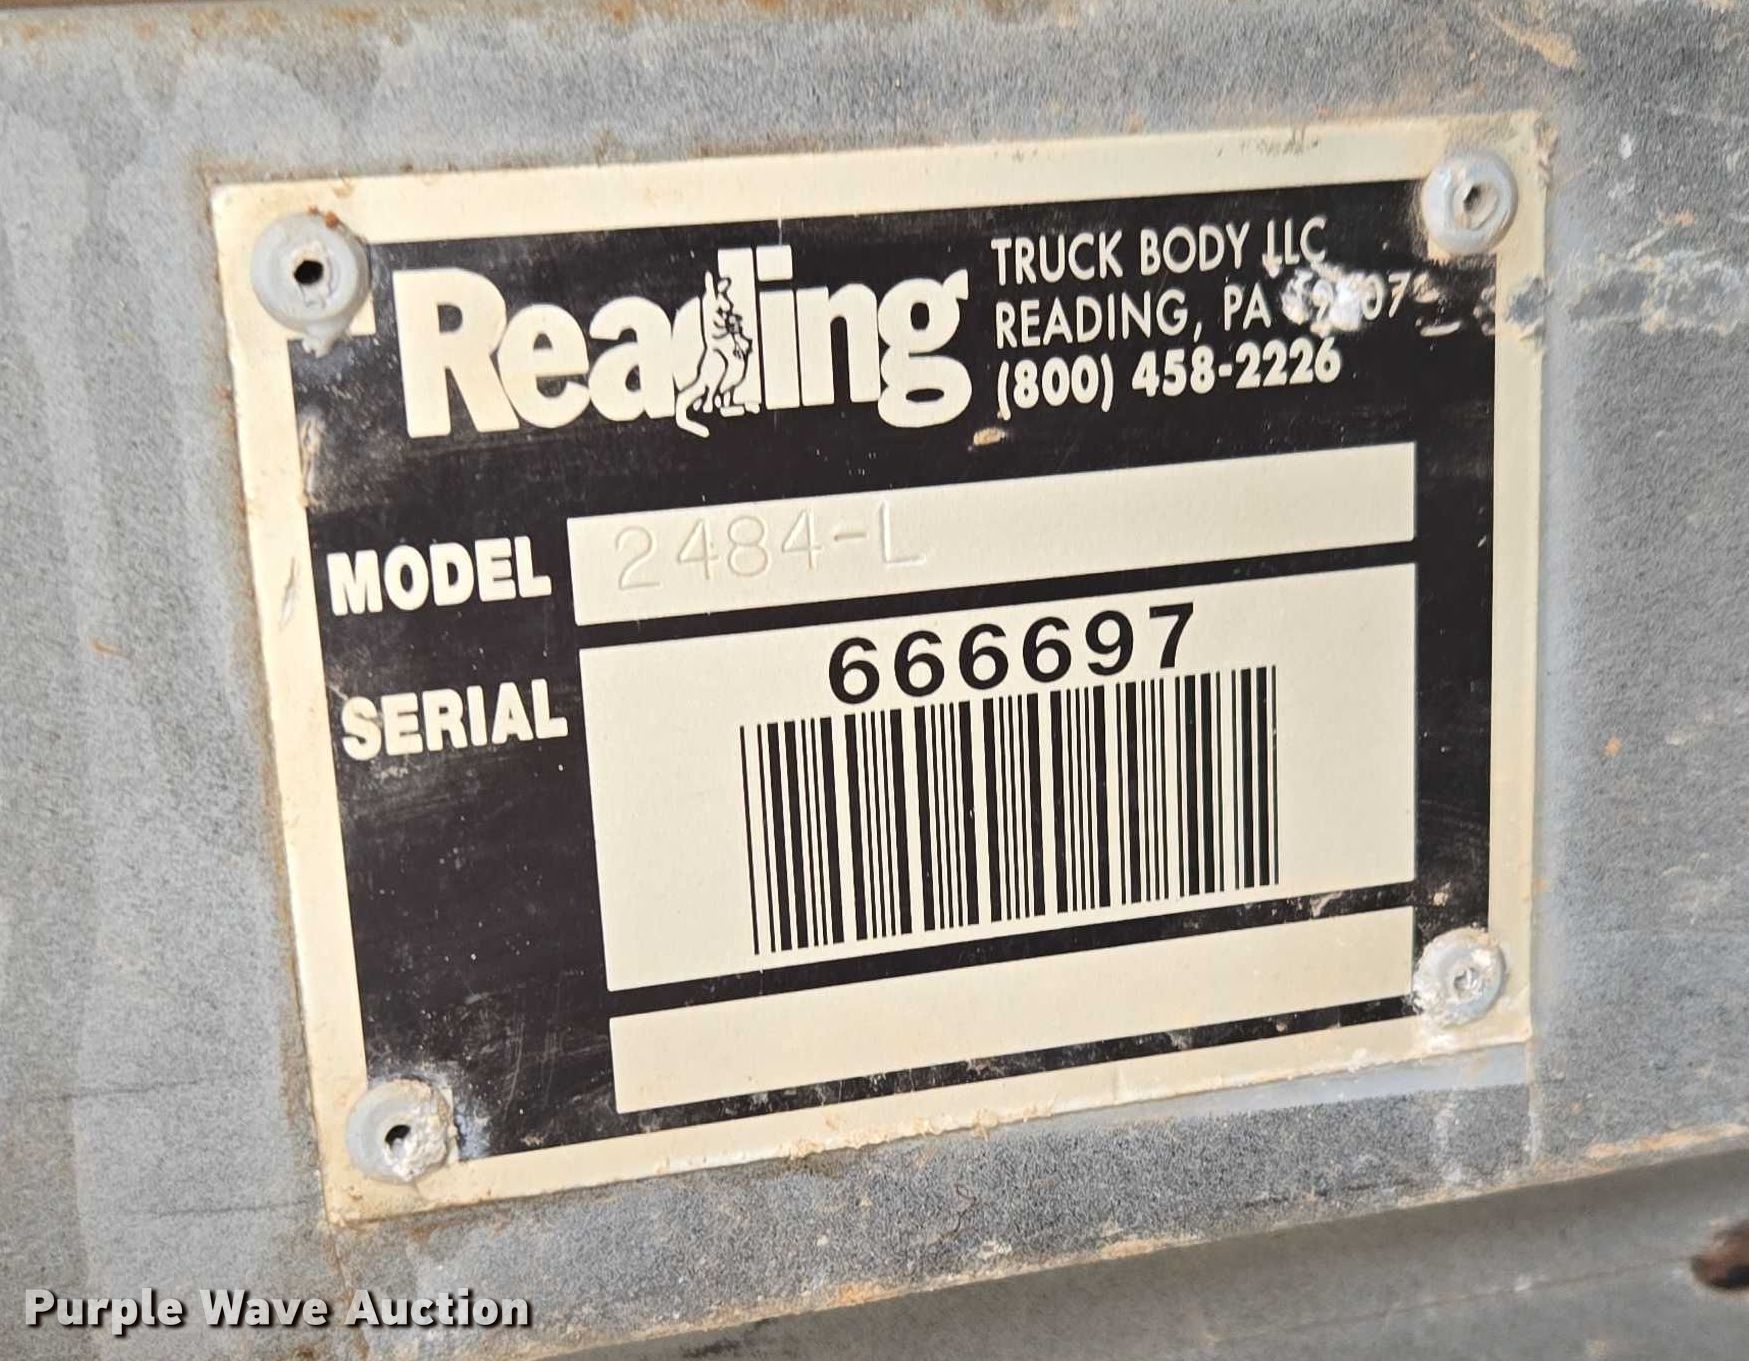 Reading
TRUCK BODY LLC
READING, PA
(800) 458-2226
MODEL 2484-L
SERIAL 666697
Purple Wave Auction